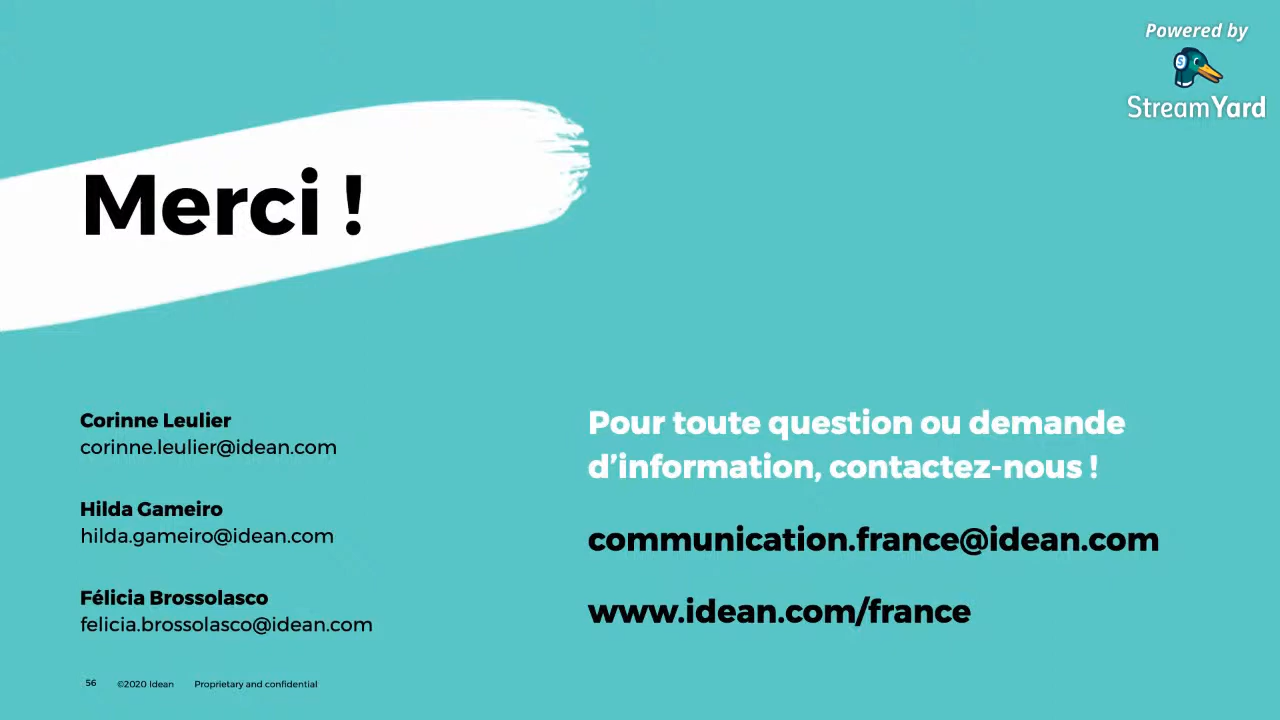 Powered by
StreamYard
Merci !
Corinne Leulier
corinne.leulier@idean.com
Hilda Gameiro
hilda.gameiro@idean.com
Félicia Brossolasco
felicia.brossolasco@idean.com
Pour toute question ou demande
d’information, contactez-nous !
communication.france@idean.com
www.idean.com/france
56 ©2020 Idean Proprietary and confidential